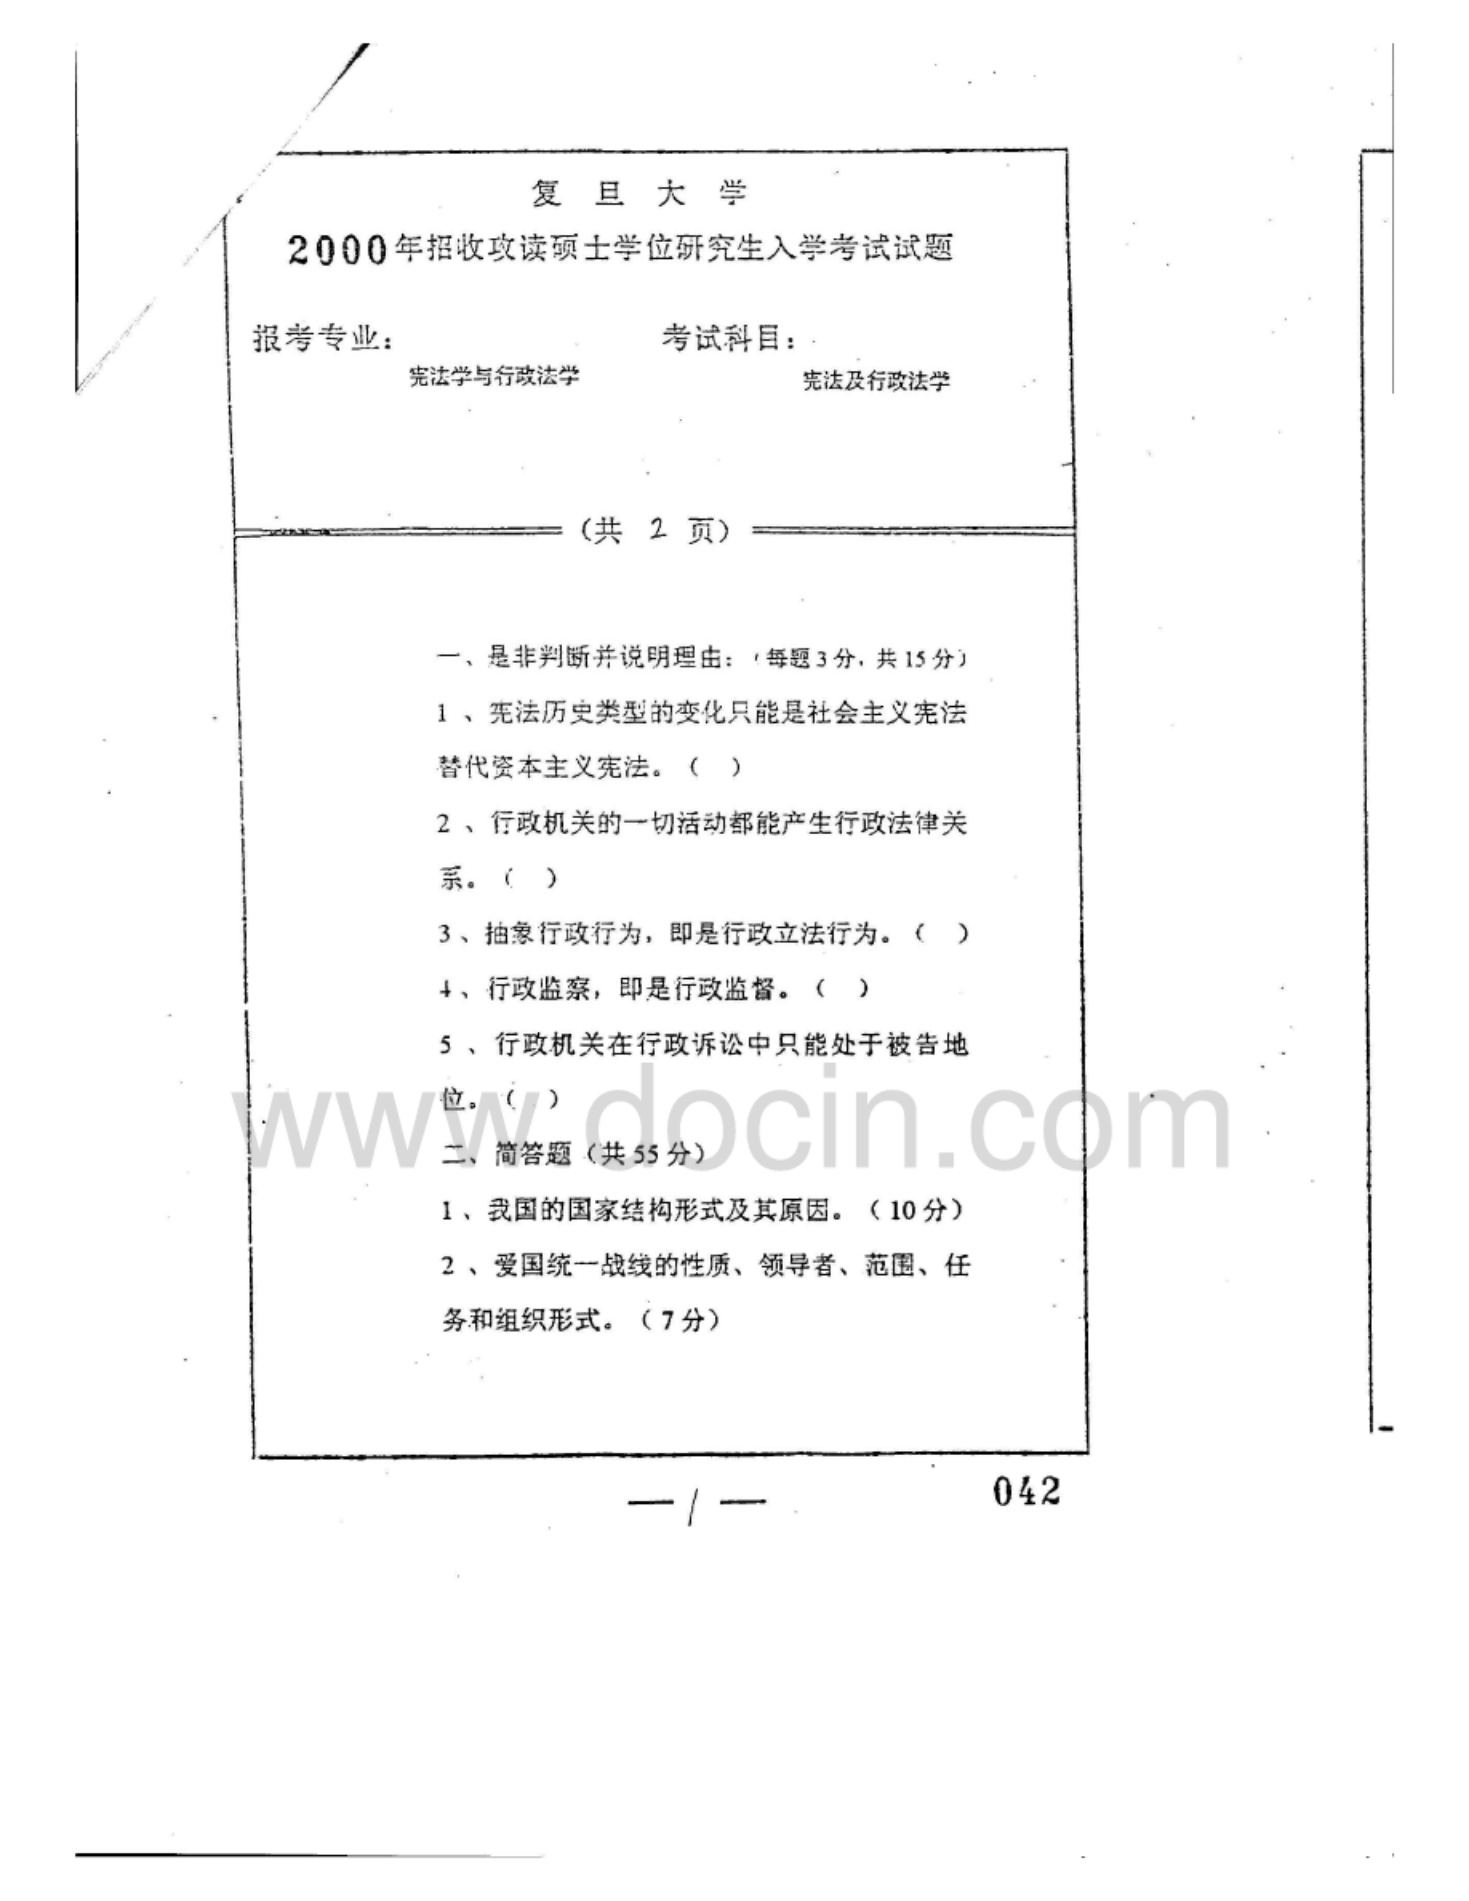 复旦大学
2000年招收攻读硕士学位研究生入学考试试题
报考专业: 考试科目:
宪法学与行政法学 宪法及行政法学
(共 2 页)
一、是非判断并说明理由:(每题3分,共15分)
1、宪法历史类型的变化只能是社会主义宪法
替代资本主义宪法。( )
2、行政机关的一切活动都能产生行政法律关
系。( )
3、抽象行政行为,即是行政立法行为。( )
4、行政监察,即是行政监督。( )
5、行政机关在行政诉讼中只能处于被告地
位。( )
www.docin.com
二、简答题(共55分)
1、我国的国家结构形式及其原因。(10分)
2、爱国统一战线的性质、领导者、范围、任
务和组织形式。(7分)
—1—
042